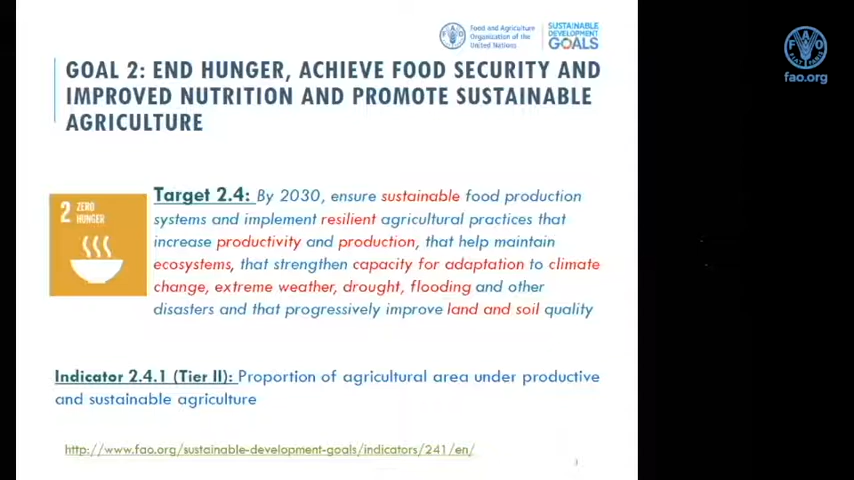 Food and Agriculture
Organization of the
United Nations
SUSTAINABLE
DEVELOPMENT
GOALS
FAO
FIAT PANIS
fao.org
GOAL 2: END HUNGER, ACHIEVE FOOD SECURITY AND
IMPROVED NUTRITION AND PROMOTE SUSTAINABLE
AGRICULTURE
2 ZERO
HUNGER
Target 2.4: By 2030, ensure sustainable food production
systems and implement resilient agricultural practices that
increase productivity and production, that help maintain
ecosystems, that strengthen capacity for adaptation to climate
change, extreme weather, drought, flooding and other
disasters and that progressively improve land and soil quality
Indicator 2.4.1 (Tier II): Proportion of agricultural area under productive
and sustainable agriculture
http://www.fao.org/sustainable-development-goals/indicators/241/en/